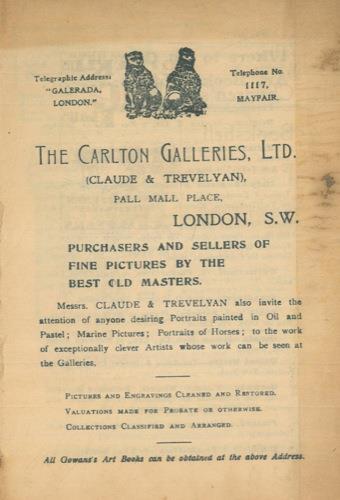 Telegraphic Address:
"GALERADA,
LONDON."
Telephone No.
1117,
MAYFAIR.
THE CARLTON GALLERIES, LTD.
(CLAUDE & TREVELYAN),
PALL MALL PLACE,
LONDON, S.W.
PURCHASERS AND SELLERS OF
FINE PICTURES BY THE
BEST OLD MASTERS.
Messrs. CLAUDE & TREVELYAN also invite the
attention of anyone desiring Portraits painted in Oil and
Pastel; Marine Pictures; Portraits of Horses; to the work
of exceptionally clever Artists whose work can be seen at
the Galleries.
PICTURES AND ENGRAVINGS CLEANED AND RESTORED.
VALUATIONS MADE FOR PROBATE OR OTHERWISE.
COLLECTIONS CLASSIFIED AND ARRANGED.
All Gowans's Art Books can be obtained at the above Address.